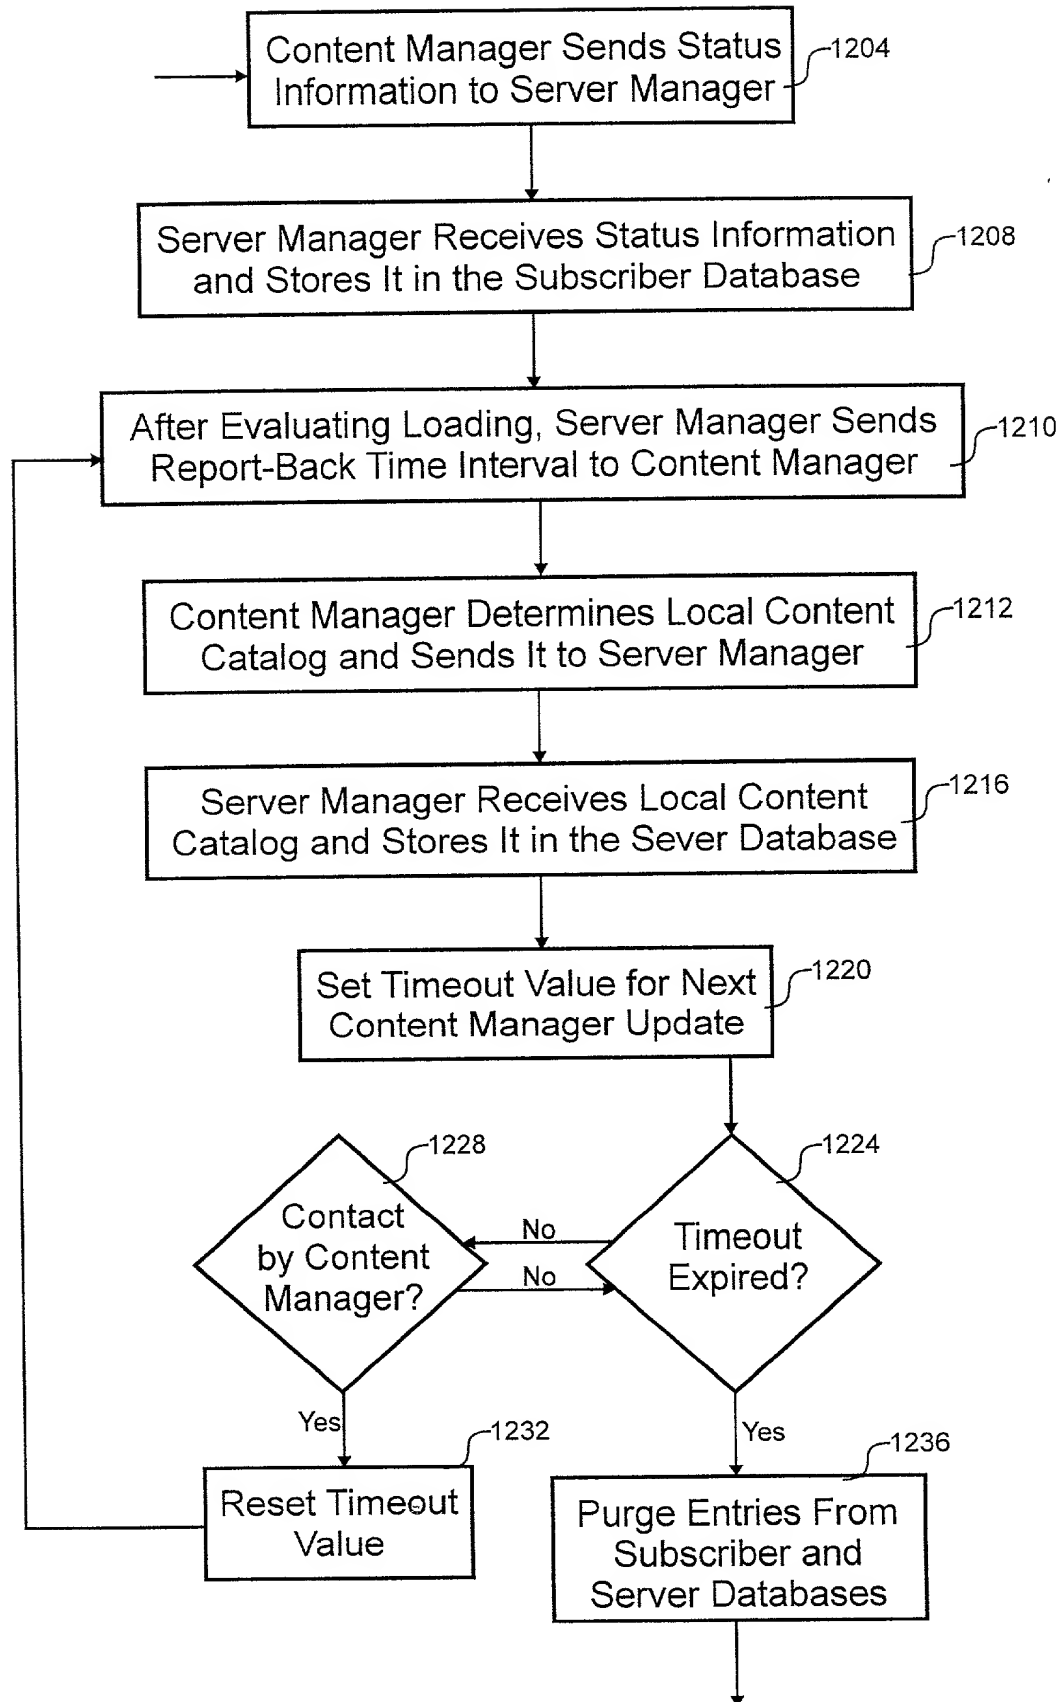 Content Manager Sends Status
Information to Server Manager
1204
Server Manager Receives Status Information
and Stores It in the Subscriber Database
1208
After Evaluating Loading, Server Manager Sends
Report-Back Time Interval to Content Manager
1210
Content Manager Determines Local Content
Catalog and Sends It to Server Manager
1212
Server Manager Receives Local Content
Catalog and Stores It in the Sever Database
1216
Set Timeout Value for Next
Content Manager Update
1220
1228
Contact
by Content
Manager?
No
No
1224
Timeout
Expired?
Yes
1232
Reset Timeout
Value
Yes
1236
Purge Entries From
Subscriber and
Server Databases